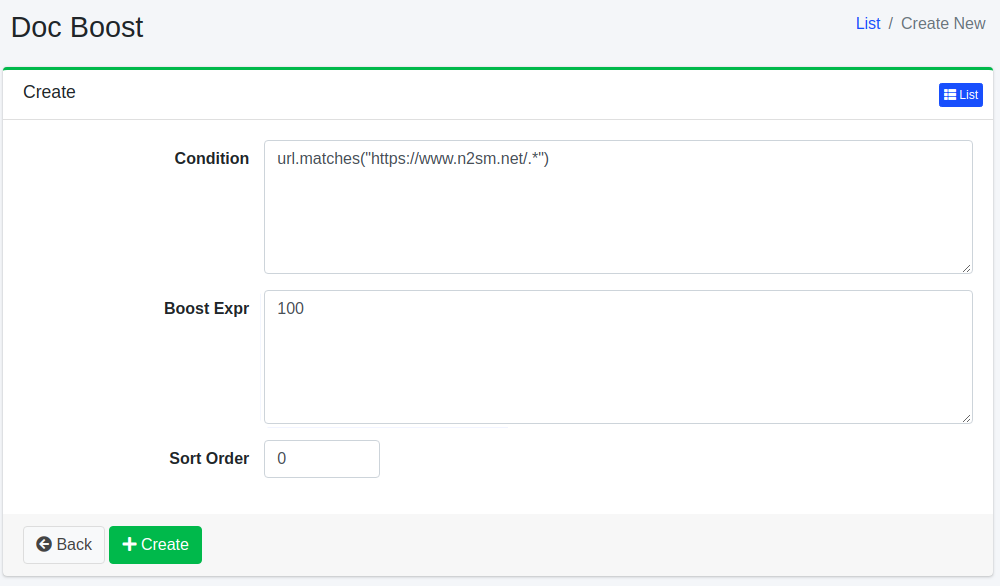 Doc Boost
List / Create New
Create
List
Condition
url.matches("https://www.n2sm.net/.*")
Boost Expr
100
Sort Order
0
Back
Create